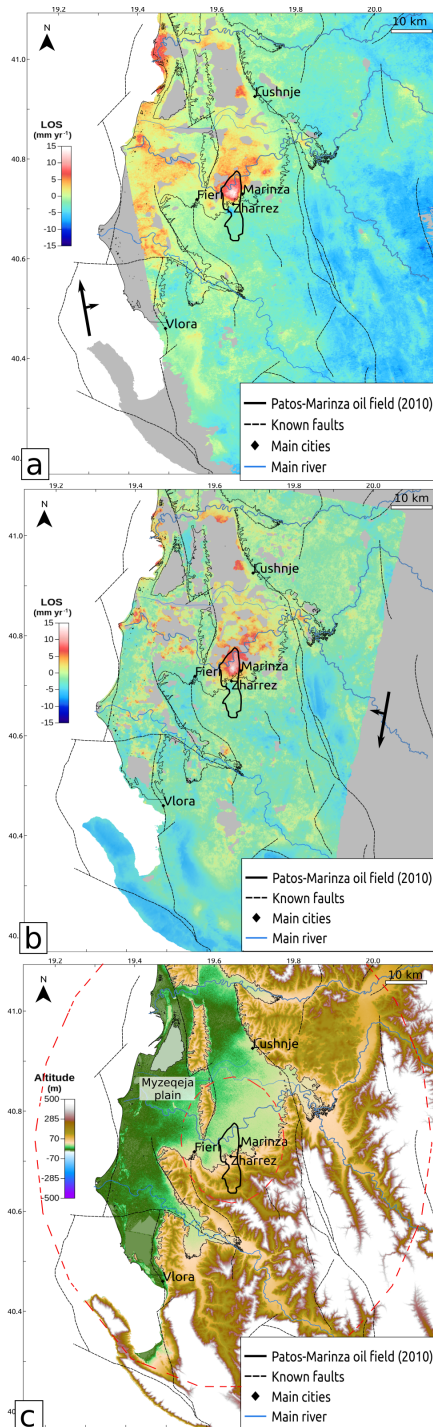 19.2
19.4
19.6
19.8
20.0
10 km
41.0
Lushnje
LOS
(mm yr⁻¹)
15
10
5
0
-5
-10
-15
40.8
Fieri
Marinza
Zharrez
40.6
Vlora
40.4
Patos-Marinza oil field (2010)
Known faults
Main cities
Main river
a
19.2
19.4
19.6
19.8
20.0
10 km
41.0
Lushnje
LOS
(mm yr⁻¹)
15
10
5
0
-5
-10
-15
40.8
Fieri
Marinza
Zharrez
40.6
Vlora
40.4
Patos-Marinza oil field (2010)
Known faults
Main cities
Main river
b
19.2
19.4
19.6
19.8
20.0
10 km
41.0
Lushnje
Altitude
(m)
500
285
70
-70
-285
-500
Myzeqeja
plain
40.8
Fieri
Marinza
Zharrez
40.6
Vlora
40.4
Patos-Marinza oil field (2010)
Known faults
Main cities
Main river
c